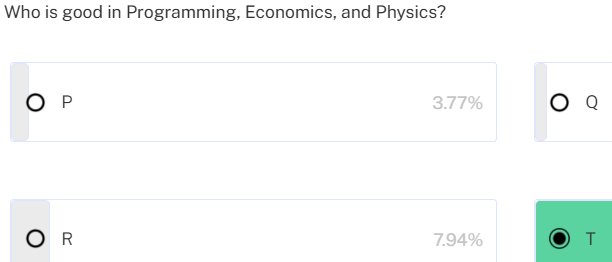 Who is good in Programming, Economics, and Physics?
P 3.77% Q
R 7.94% T